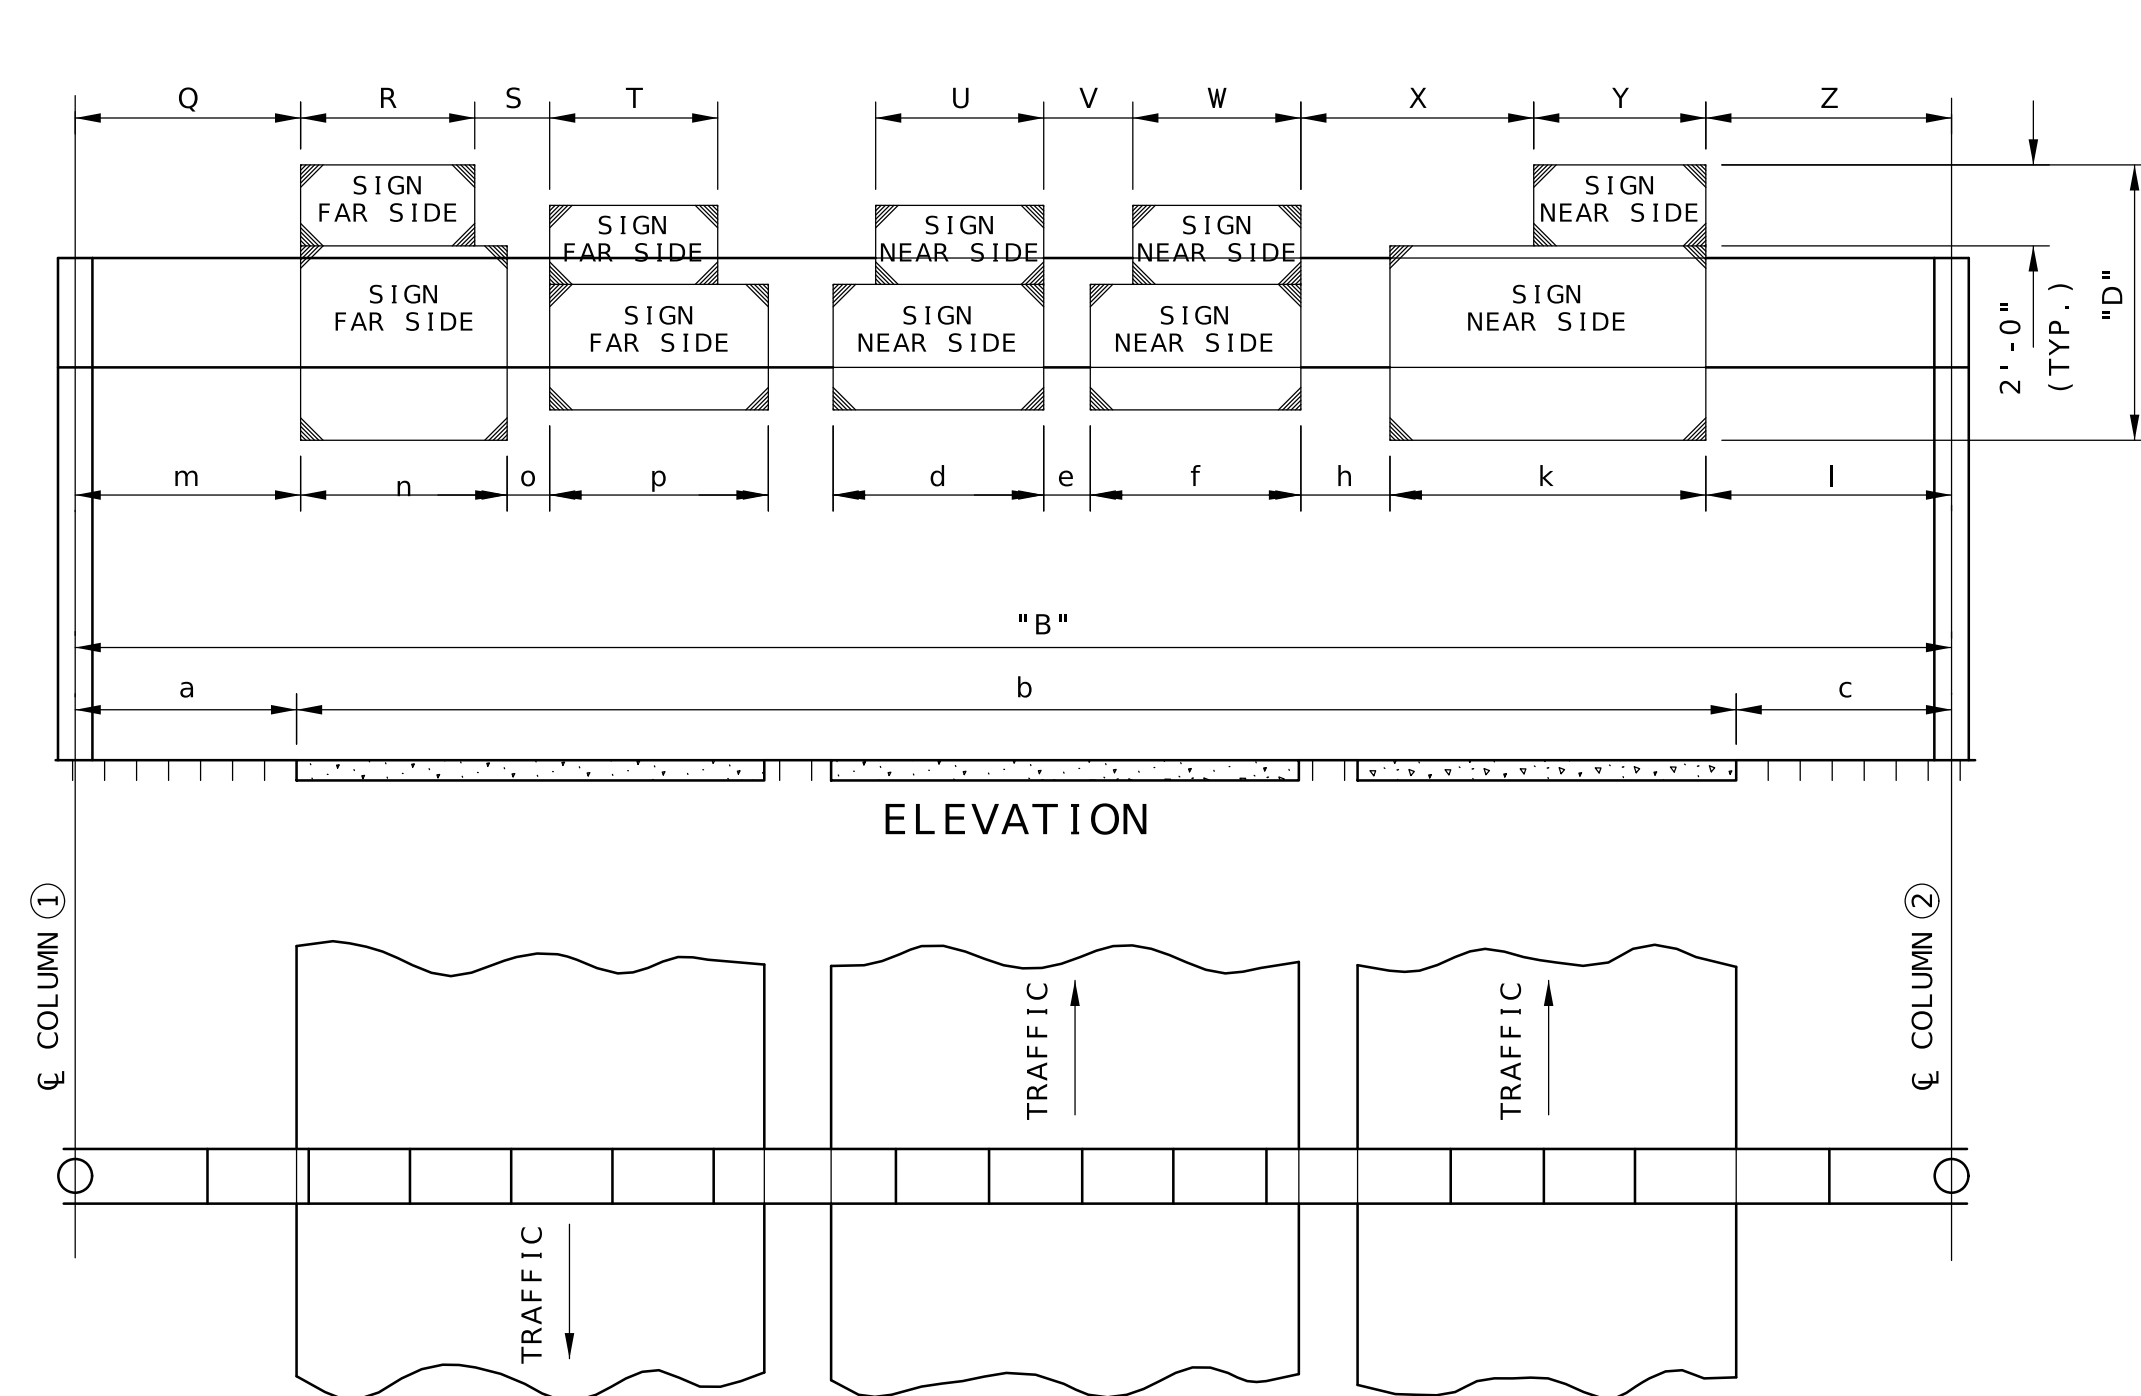 Q R S T U V W X Y Z
SIGN
FAR SIDE
SIGN
FAR SIDE
SIGN
NEAR SIDE
SIGN
NEAR SIDE
SIGN
NEAR SIDE
SIGN
FAR SIDE
SIGN
FAR SIDE
SIGN
NEAR SIDE
SIGN
NEAR SIDE
SIGN
NEAR SIDE
2'-0"
(TYP.)
"D"
m n o p d e f h k l
"B"
a b c
ELEVATION
℄ COLUMN 1
℄ COLUMN 2
TRAFFIC
TRAFFIC
TRAFFIC